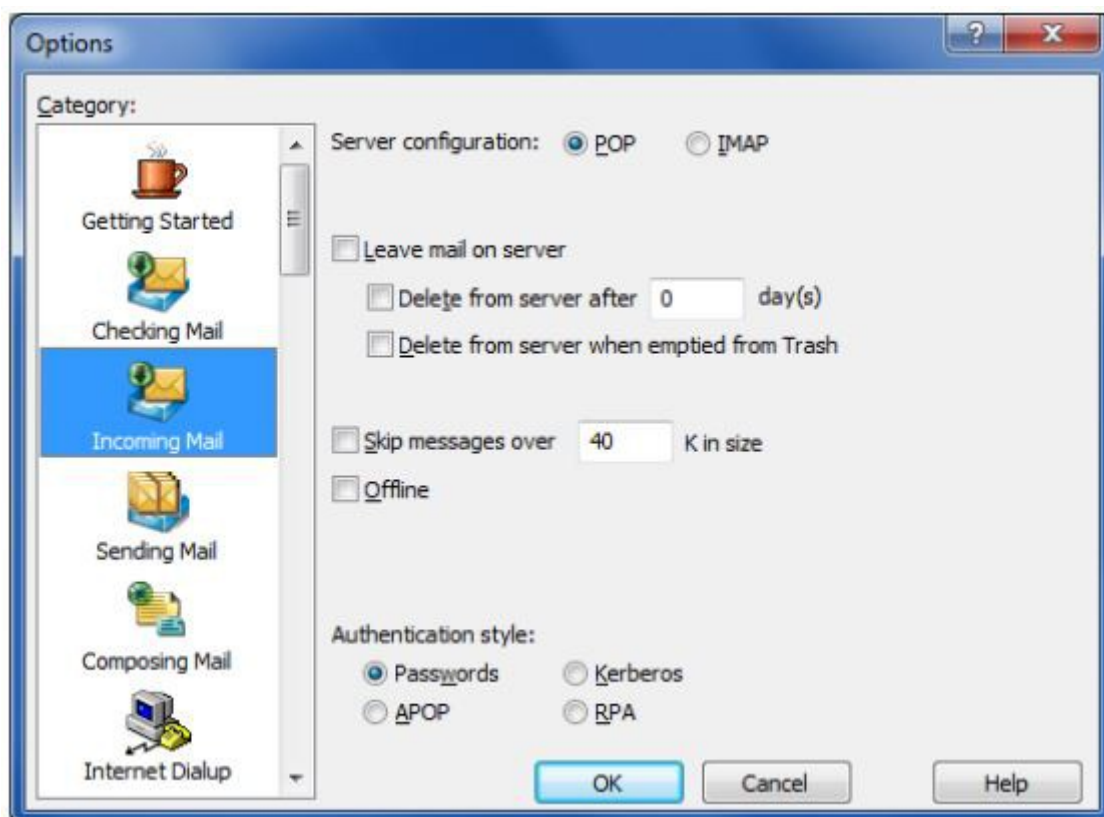 Options
Category:
Getting Started
Checking Mail
Incoming Mail
Sending Mail
Composing Mail
Internet Dialup
Server configuration: POP IMAP
Leave mail on server
Delete from server after 0 day(s)
Delete from server when emptied from Trash
Skip messages over 40 K in size
Offline
Authentication style:
Passwords Kerberos
APOP RPA
OK Cancel Help